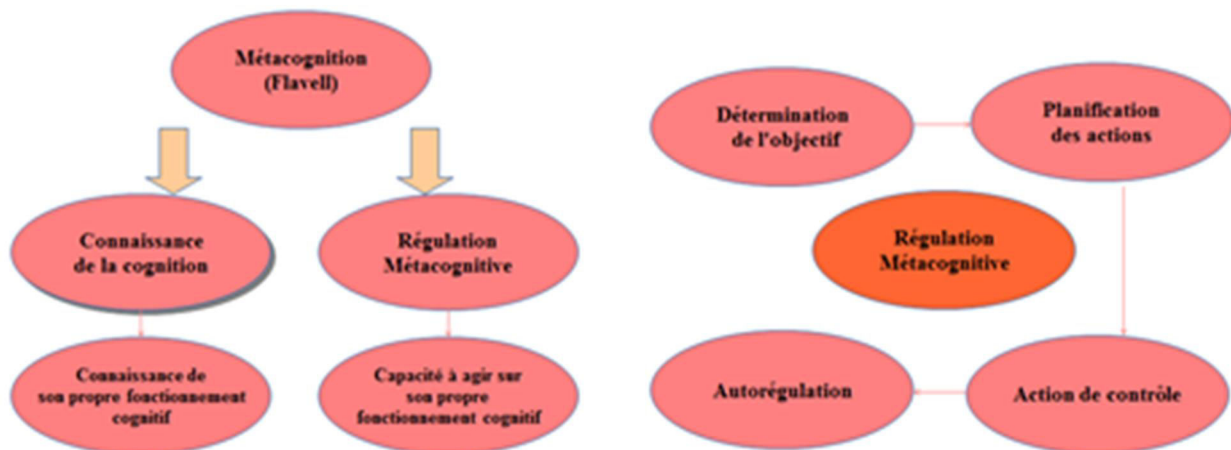 Métacognition
(Flavell)
Connaissance
de la cognition
Régulation
Métacognitive
Connaissance de
son propre fonctionnement
cognitif
Capacité à agir sur
son propre
fonctionnement cognitif
Détermination
de l'objectif
Planification
des actions
Régulation
Métacognitive
Autorégulation
Action de contrôle